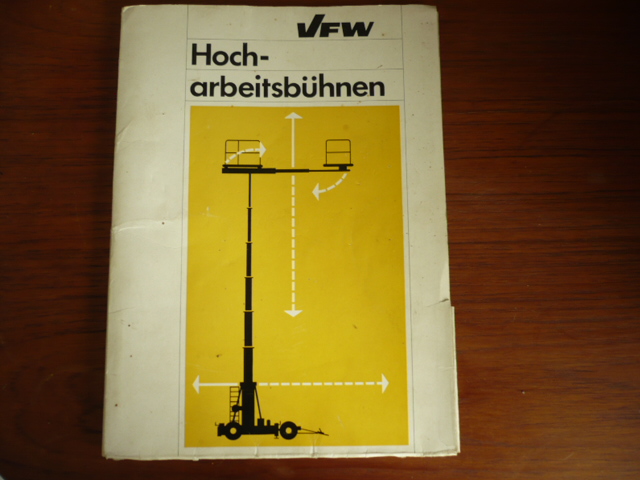 VFW
Hoch-
arbeitsbühnen